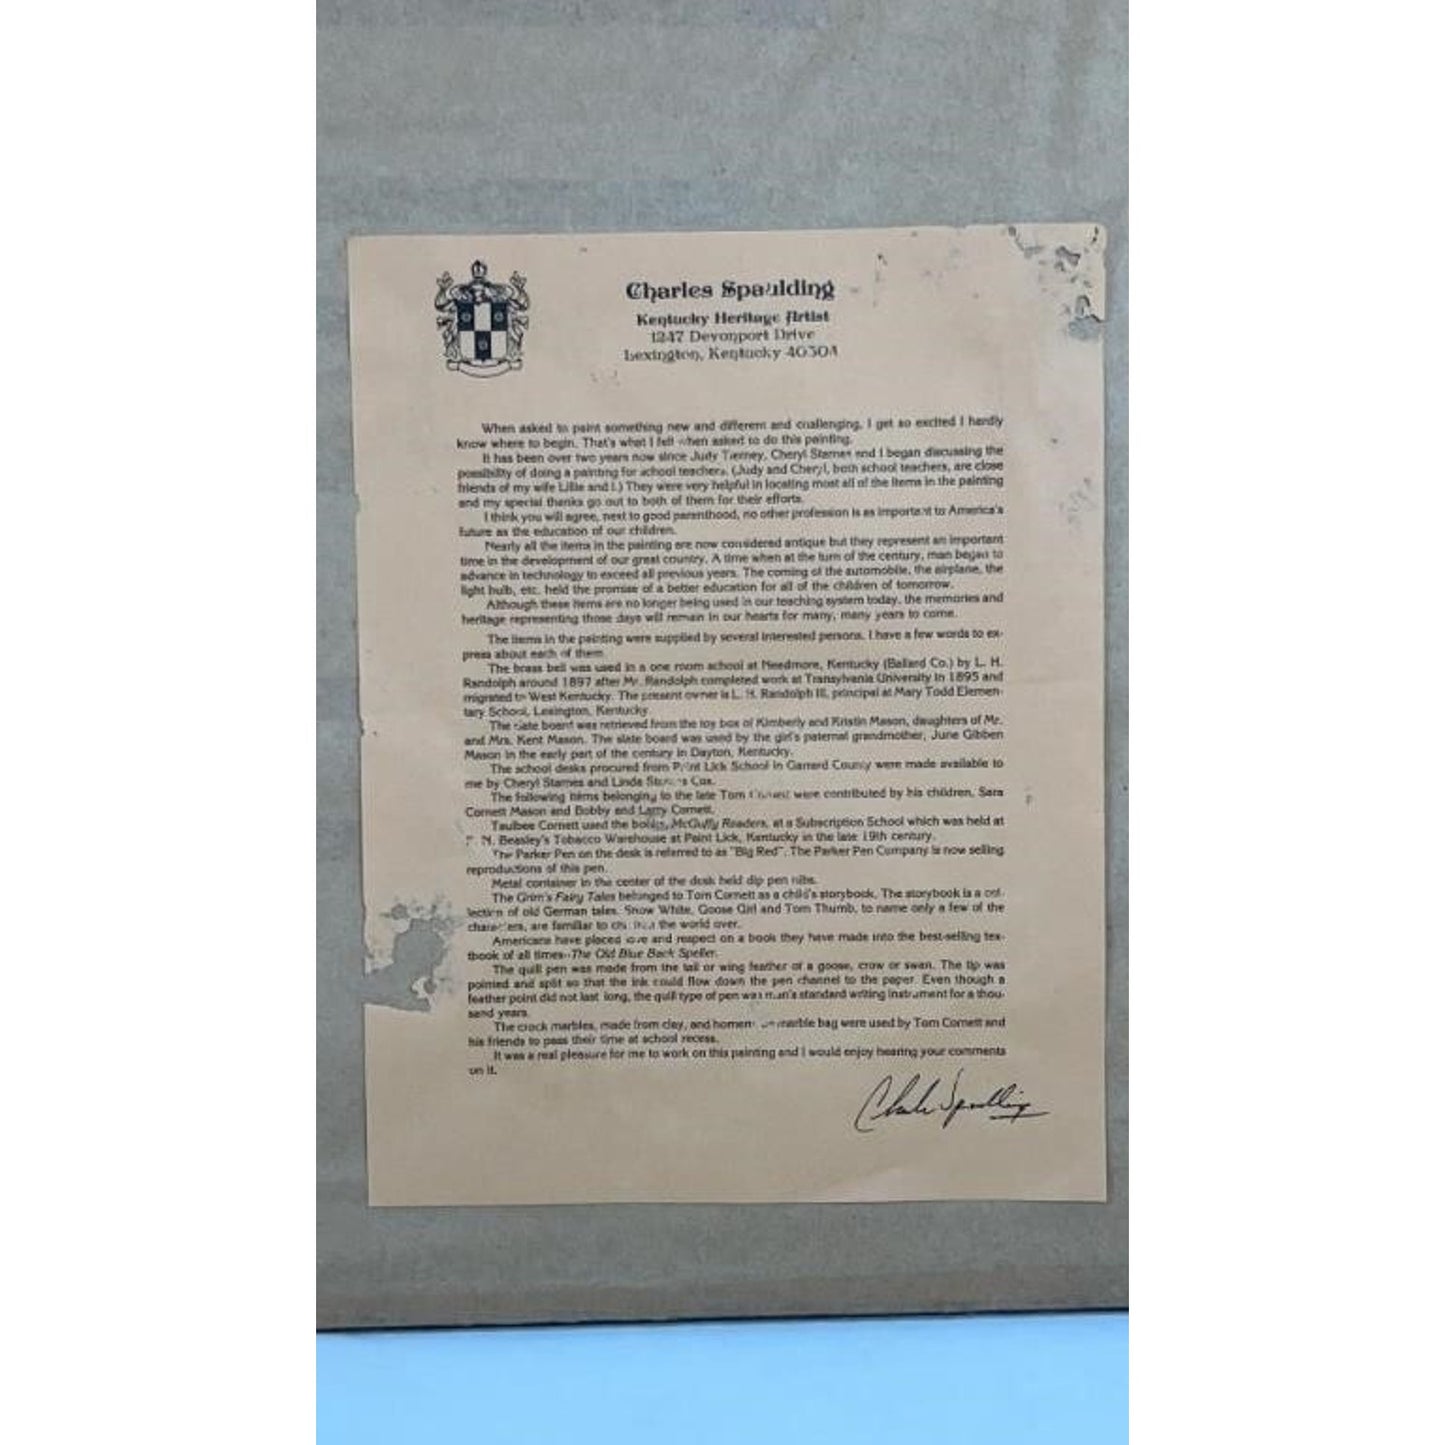 Charles Spaulding
Kentucky Heritage Artist
1247 Devonport Drive
Lexington, Kentucky 40504
When asked to paint something new and different and challenging, I get so excited I hardly
know where to begin. That's what I felt when asked to do this painting.
It has been over two years now since Judy Tierney, Cheryl Starnes and I began discussing the
possibility of doing a painting for school teachers. (Judy and Cheryl, both school teachers, are close
friends of my wife Lillie and I.) They were very helpful in locating most all of the items in the painting
and my special thanks go out to both of them for their efforts.
I think you will agree, next to good parenthood, no other profession is as important to America's
future as the education of our children.
Nearly all the items in the painting are now considered antique but they represent an important
time in the development of our great country. A time when at the turn of the century, man began to
advance in technology to exceed all previous years. The coming of the automobile, the airplane, the
light bulb, etc. held the promise of a better education for all of the children of tomorrow.
Although these items are no longer being used in our teaching system today, the memories and
heritage representing those days will remain in our hearts for many, many years to come.
The items in the painting were supplied by several interested persons. I have a few words to ex-
press about each of them.
The brass bell was used in a one room school at Needmore, Kentucky (Ballard Co.) by L. H.
Randolph around 1897 after Mr. Randolph completed work at Transylvania University in 1895 and
migrated to West Kentucky. The present owner is L. H. Randolph III, principal at Mary Todd Elemen-
tary School, Lexington, Kentucky.
The slate board was retrieved from the toy box of Kimberly and Kristin Mason, daughters of Mr.
and Mrs. Kent Mason. The slate board was used by the girl's paternal grandmother, June Gibben
Mason in the early part of the century in Dayton, Kentucky.
The school desks procured from Paint Lick School in Garrard County were made available to
me by Cheryl Starnes and Linda Starnes Cox.
The following items belonging to the late Tom Cornett were contributed by his children, Sara
Cornett Mason and Bobby and Larry Cornett.
Taulbee Cornett used the books, McGuffy Readers, at a Subscription School which was held at
N. Beasley's Tobacco Warehouse at Paint Lick, Kentucky in the late 19th century.
The Parker Pen on the desk is referred to as "Big Red". The Parker Pen Company is now selling
reproductions of this pen.
Metal container in the center of the desk held dip pen nibs.
The Grim's Fairy Tales belonged to Tom Cornett as a child's storybook. The storybook is a col-
lection of old German tales. Snow White, Goose Girl and Tom Thumb, to name only a few of the
characters, are familiar to children the world over.
Americans have placed love and respect on a book they have made into the best-selling tex-
tbook of all times--The Old Blue Back Speller.
The quill pen was made from the tail or wing feather of a goose, crow or swan. The tip was
pointed and split so that the ink could flow down the pen channel to the paper. Even though a
feather point did not last long, the quill type of pen was man's standard writing instrument for a thou-
sand years.
The crock marbles, made from clay, and marble bag were used by Tom Cornett and
his friends to pass their time at school recess.
It was a real pleasure for me to work on this painting and I would enjoy hearing your comments
on it.
Charles Spaulding